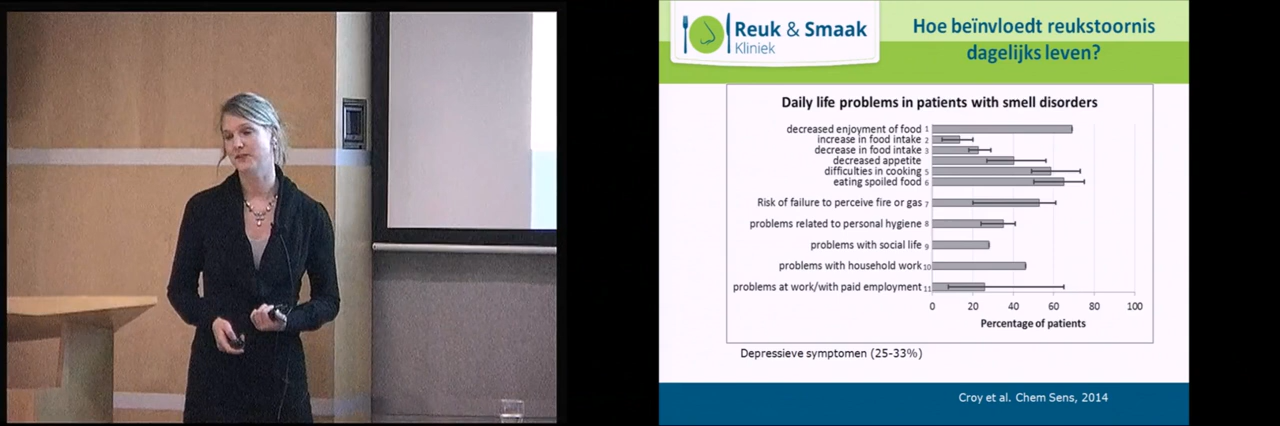 Reuk & Smaak
Kliniek
Hoe beïnvloedt reukstoornis
dagelijks leven?
Daily life problems in patients with smell disorders
decreased enjoyment of food 1
increase in food intake 2
decrease in food intake 3
decreased appetite
difficulties in cooking 5
eating spoiled food 6
Risk of failure to perceive fire or gas 7
problems related to personal hygiene 8
problems with social life 9
problems with household work 10
problems at work/with paid employment 11
0 20 40 60 80 100
Percentage of patients
Depressieve symptomen (25-33%)
Croy et al. Chem Sens, 2014